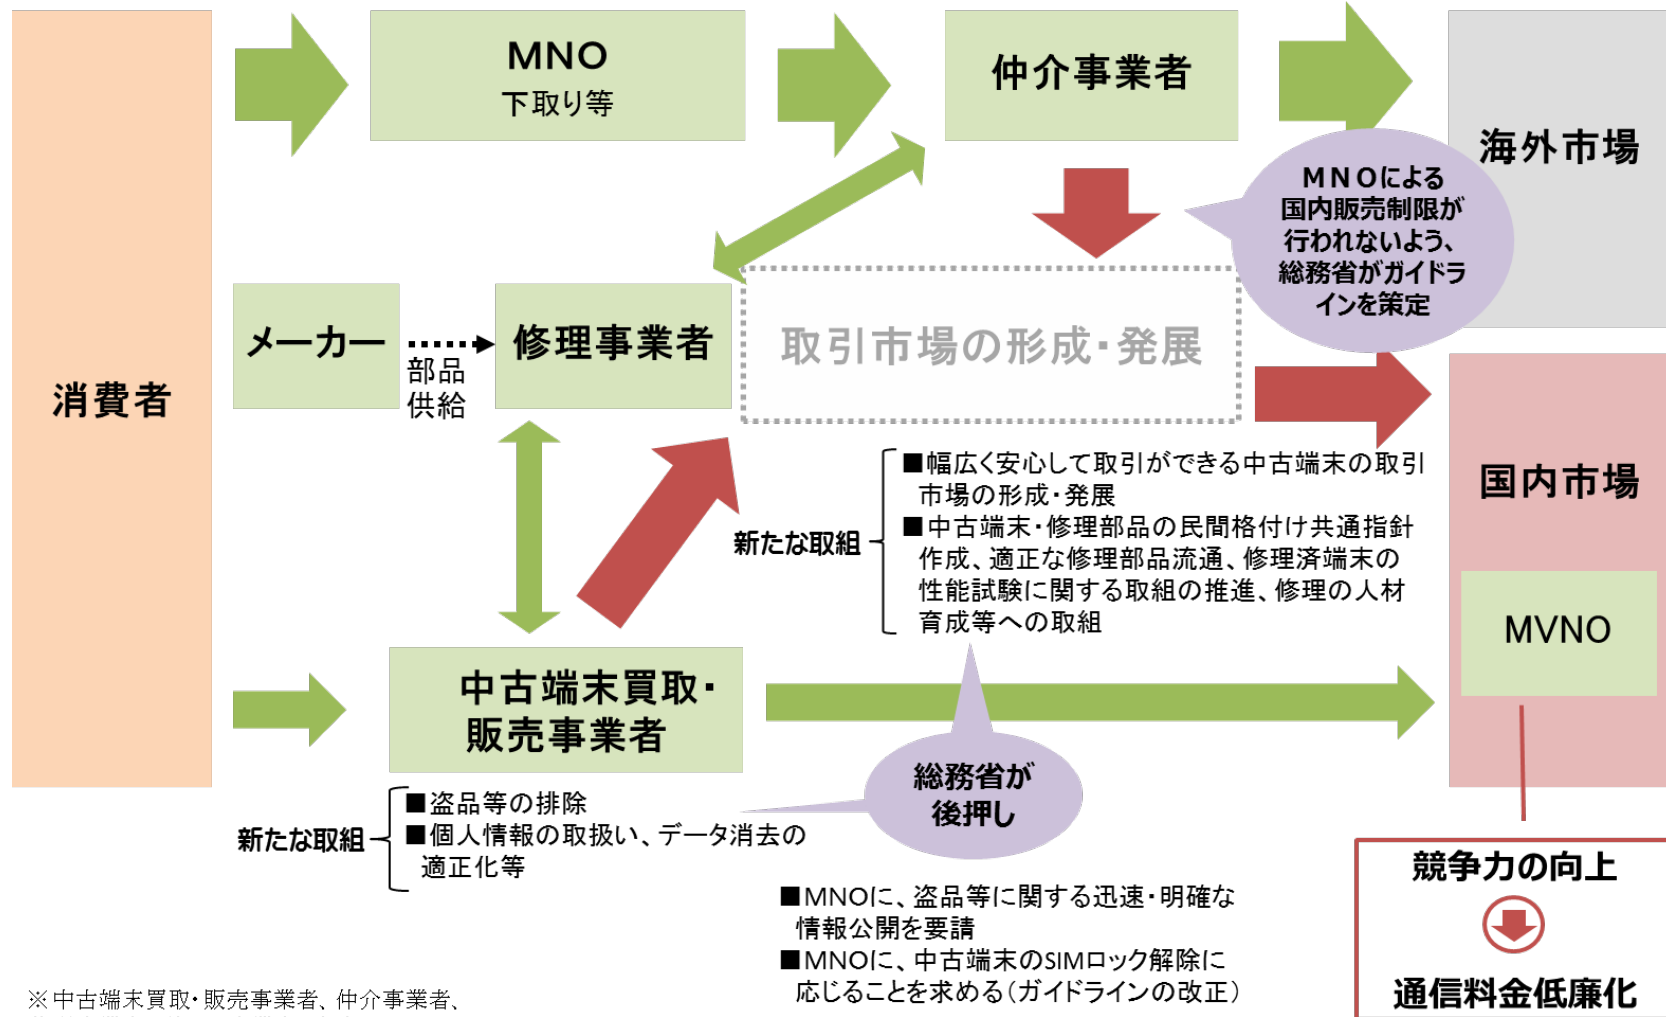 消費者
MNO
下取り等
仲介事業者
海外市場
MNOによる
国内販売制限が
行われないよう、
総務省がガイドラ
インを策定
メーカー
部品
供給
修理事業者
取引市場の形成・発展
国内市場
MVNO
新たな取組
■幅広く安心して取引ができる中古端末の取引
市場の形成・発展
■中古端末・修理部品の民間格付け共通指針
作成、適正な修理部品流通、修理済端末の
性能試験に関する取組の推進、修理の人材
育成等への取組
中古端末買取・
販売事業者
総務省が
後押し
新たな取組
■盗品等の排除
■個人情報の取扱い、データ消去の
適正化等
■MNOに、盗品等に関する迅速・明確な
情報公開を要請
■MNOに、中古端末のSIMロック解除に
応じることを求める（ガイドラインの改正）
競争力の向上
通信料金低廉化
※中古端末買取・販売事業者、仲介事業者、